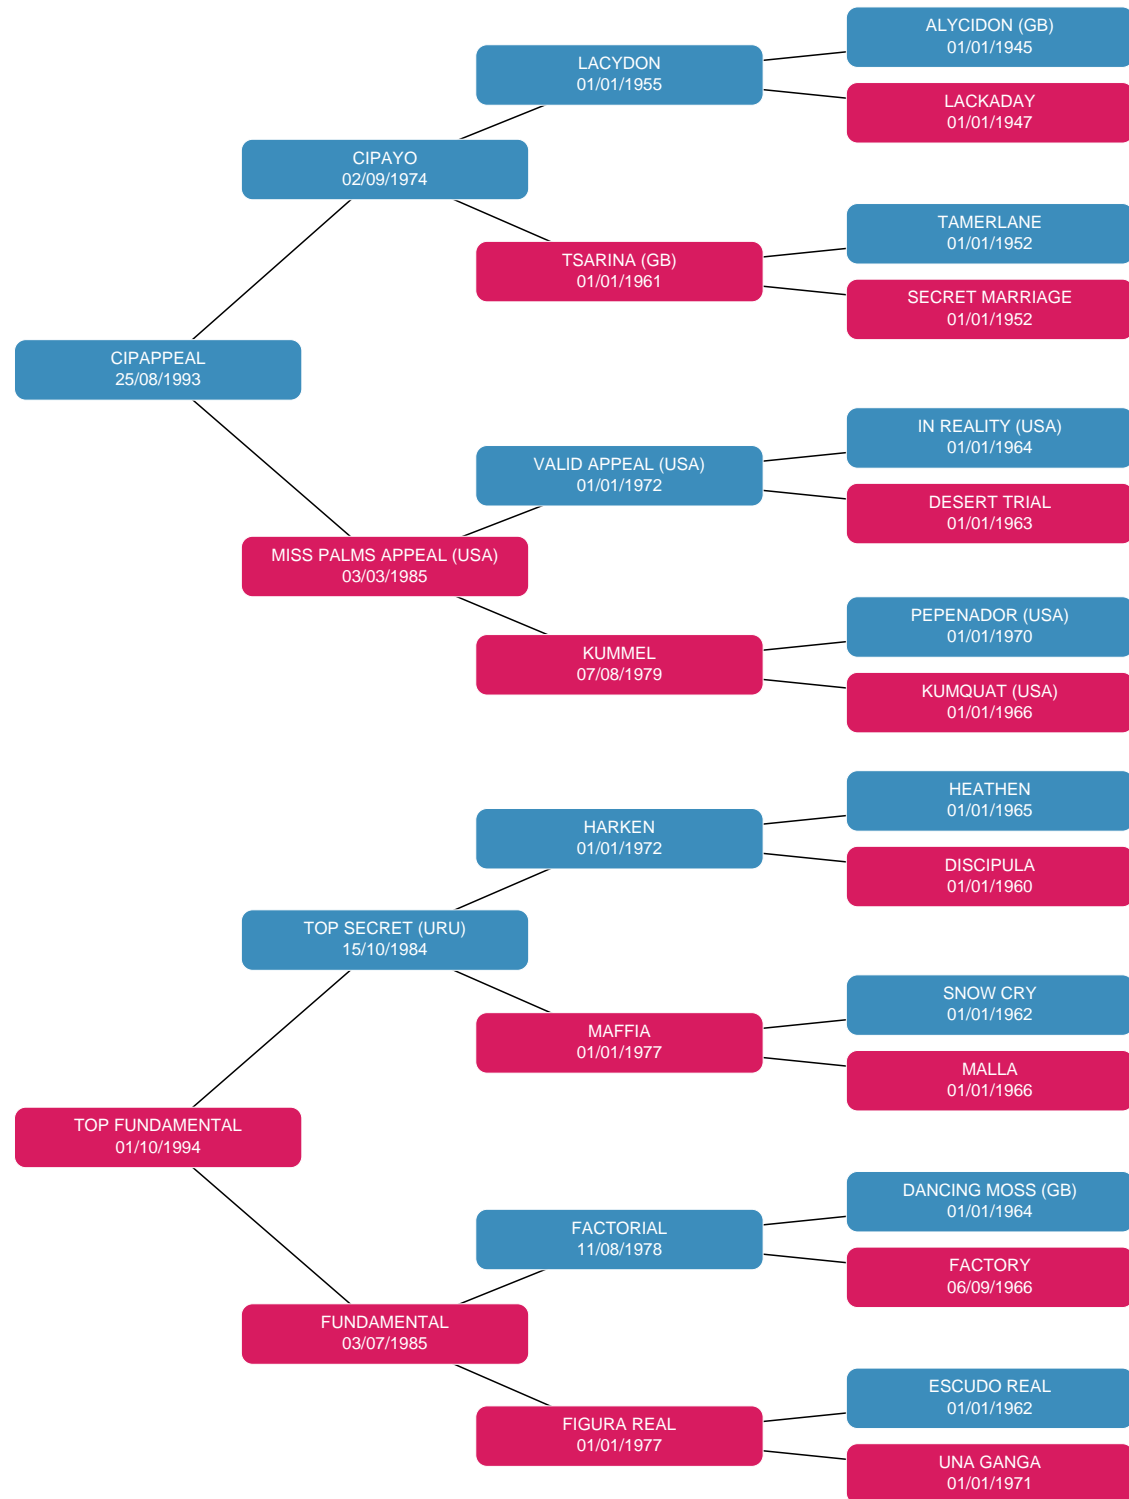 ALYCIDON (GB)
01/01/1945
LACYDON
01/01/1955
LACKADAY
01/01/1947
CIPAYO
02/09/1974
TAMERLANE
01/01/1952
TSARINA (GB)
01/01/1961
SECRET MARRIAGE
01/01/1952
CIPAPPEAL
25/08/1993
IN REALITY (USA)
01/01/1964
VALID APPEAL (USA)
01/01/1972
DESERT TRIAL
01/01/1963
MISS PALMS APPEAL (USA)
03/03/1985
PEPENADOR (USA)
01/01/1970
KUMMEL
07/08/1979
KUMQUAT (USA)
01/01/1966
HEATHEN
01/01/1965
HARKEN
01/01/1972
DISCIPULA
01/01/1960
TOP SECRET (URU)
15/10/1984
SNOW CRY
01/01/1962
MAFFIA
01/01/1977
MALLA
01/01/1966
TOP FUNDAMENTAL
01/10/1994
DANCING MOSS (GB)
01/01/1964
FACTORIAL
11/08/1978
FACTORY
06/09/1966
FUNDAMENTAL
03/07/1985
ESCUDO REAL
01/01/1962
FIGURA REAL
01/01/1977
UNA GANGA
01/01/1971